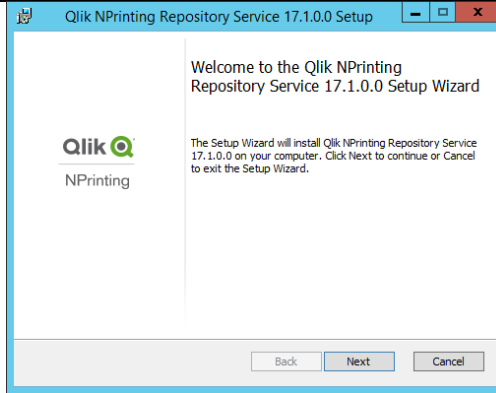 Qlik NPrinting Repository Service 17.1.0.0 Setup
Welcome to the Qlik NPrinting
Repository Service 17.1.0.0 Setup Wizard
Qlik
NPrinting
The Setup Wizard will install Qlik NPrinting Repository Service
17.1.0.0 on your computer. Click Next to continue or Cancel
to exit the Setup Wizard.
Back Next Cancel